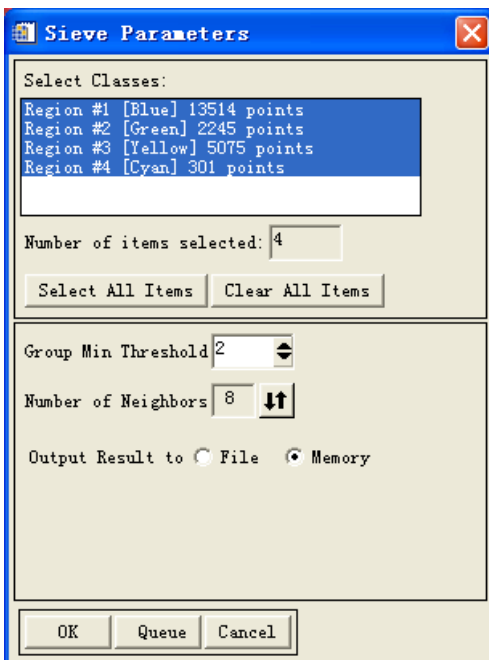 Sieve Parameters
Select Classes:
Region #1 [Blue] 13514 points
Region #2 [Green] 2245 points
Region #3 [Yellow] 5075 points
Region #4 [Cyan] 301 points
Number of items selected: 4
Select All Items Clear All Items
Group Min Threshold 2
Number of Neighbors 8
Output Result to File Memory
OK Queue Cancel